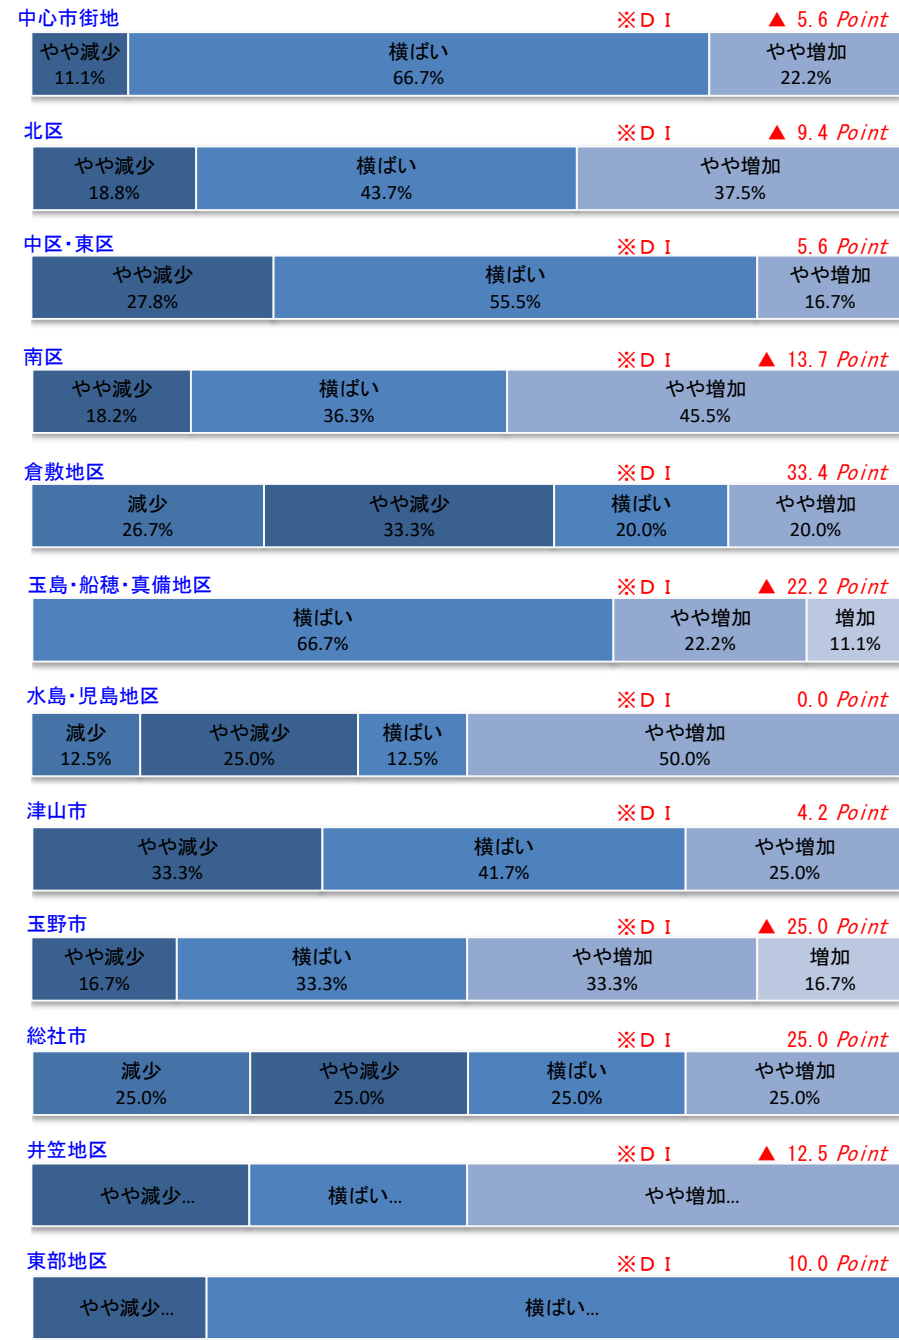 中心市街地 ※ＤＩ ▲ 5.6 Point
やや減少 横ばい やや増加
11.1% 66.7% 22.2%
北区 ※ＤＩ ▲ 9.4 Point
やや減少 横ばい やや増加
18.8% 43.7% 37.5%
中区・東区 ※ＤＩ 5.6 Point
やや減少 横ばい やや増加
27.8% 55.5% 16.7%
南区 ※ＤＩ ▲ 13.7 Point
やや減少 横ばい やや増加
18.2% 36.3% 45.5%
倉敷地区 ※ＤＩ 33.4 Point
減少 やや減少 横ばい やや増加
26.7% 33.3% 20.0% 20.0%
玉島・船穂・真備地区 ※ＤＩ ▲ 22.2 Point
横ばい やや増加 増加
66.7% 22.2% 11.1%
水島・児島地区 ※ＤＩ 0.0 Point
減少 やや減少 横ばい やや増加
12.5% 25.0% 12.5% 50.0%
津山市 ※ＤＩ 4.2 Point
やや減少 横ばい やや増加
33.3% 41.7% 25.0%
玉野市 ※ＤＩ ▲ 25.0 Point
やや減少 横ばい やや増加 増加
16.7% 33.3% 33.3% 16.7%
総社市 ※ＤＩ 25.0 Point
減少 やや減少 横ばい やや増加
25.0% 25.0% 25.0% 25.0%
井笠地区 ※ＤＩ ▲ 12.5 Point
やや減少... 横ばい... やや増加...
東部地区 ※ＤＩ 10.0 Point
やや減少... 横ばい...